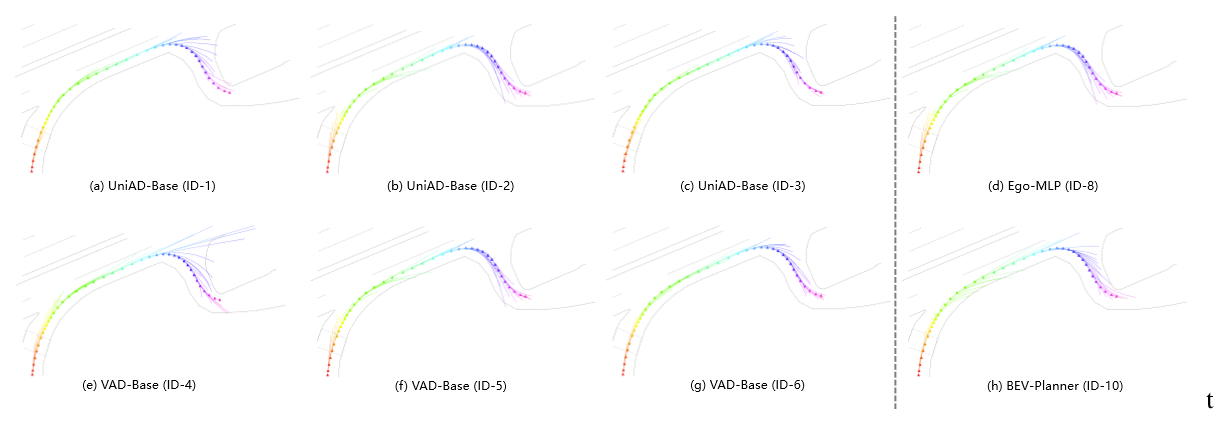 (a) UniAD-Base (ID-1)
(b) UniAD-Base (ID-2)
(c) UniAD-Base (ID-3)
(d) Ego-MLP (ID-8)
(e) VAD-Base (ID-4)
(f) VAD-Base (ID-5)
(g) VAD-Base (ID-6)
(h) BEV-Planner (ID-10)
t